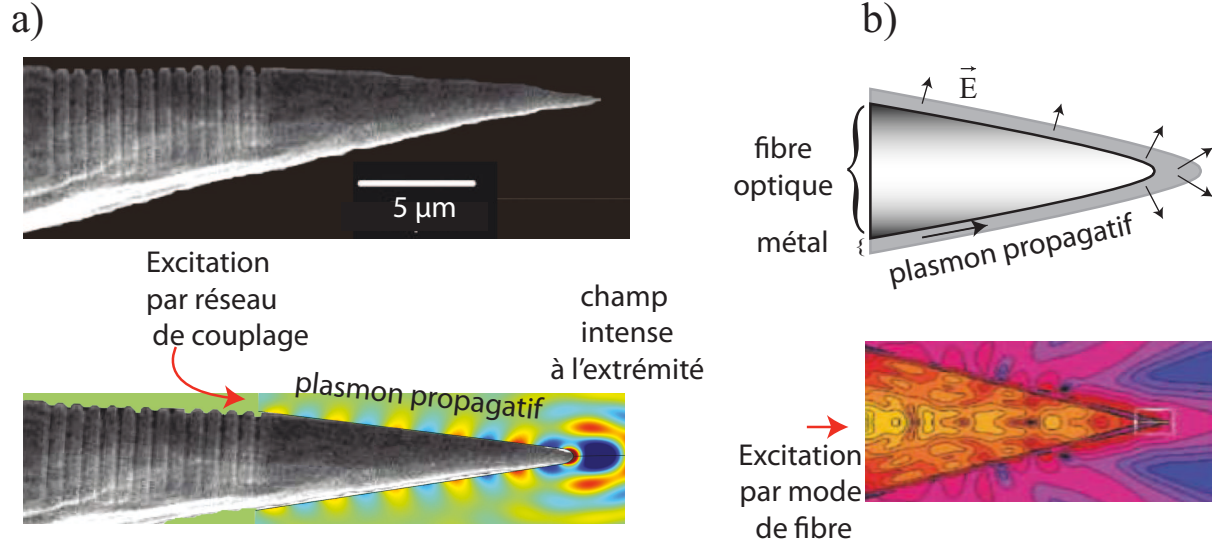 a)
5 µm
Excitation
par réseau
de couplage
champ
intense
à l'extrémité
plasmon propagatif
b)
E
fibre
optique
métal
plasmon propagatif
Excitation
par mode
de fibre